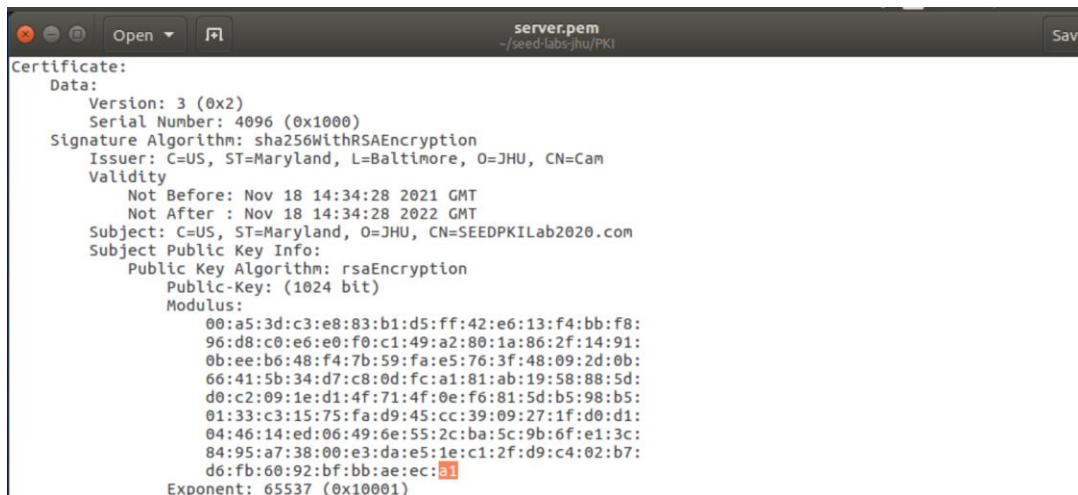 Open
server.pem
~/seed-labs-jhu/PKI
Sav
Certificate:
Data:
Version: 3 (0x2)
Serial Number: 4096 (0x1000)
Signature Algorithm: sha256WithRSAEncryption
Issuer: C=US, ST=Maryland, L=Baltimore, O=JHU, CN=Cam
Validity
Not Before: Nov 18 14:34:28 2021 GMT
Not After : Nov 18 14:34:28 2022 GMT
Subject: C=US, ST=Maryland, O=JHU, CN=SEEDPKILab2020.com
Subject Public Key Info:
Public Key Algorithm: rsaEncryption
Public-Key: (1024 bit)
Modulus:
00:a5:3d:c3:e8:83:b1:d5:ff:42:e6:13:f4:bb:f8:
96:d8:c0:e6:e0:f0:c1:49:a2:80:1a:86:2f:14:91:
0b:ee:b6:48:f4:7b:59:fa:e5:76:3f:48:09:2d:0b:
66:41:5b:34:d7:c8:0d:fc:a1:81:ab:19:58:88:5d:
d0:c2:09:1e:d1:4f:71:4f:0e:f6:81:5d:b5:98:b5:
01:33:c3:15:75:fa:d9:45:cc:39:09:27:1f:d0:d1:
04:46:14:ed:06:49:6e:55:2c:ba:5c:9b:6f:e1:3c:
84:95:a7:38:00:e3:da:e5:1e:c1:2f:d9:c4:02:b7:
d6:fb:60:92:bf:bb:ae:ec:a1
Exponent: 65537 (0x10001)